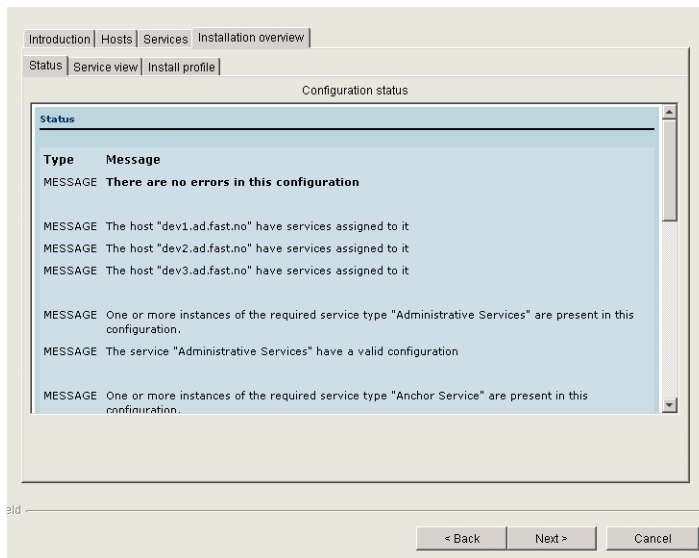 Introduction Hosts Services Installation overview
Status Service view Install profile
Configuration status
Status
Type Message
MESSAGE There are no errors in this configuration
MESSAGE The host "dev1.ad.fast.no" have services assigned to it
MESSAGE The host "dev2.ad.fast.no" have services assigned to it
MESSAGE The host "dev3.ad.fast.no" have services assigned to it
MESSAGE One or more instances of the required service type "Administrative Services" are present in this
configuration.
MESSAGE The service "Administrative Services" have a valid configuration
MESSAGE One or more instances of the required service type "Anchor Service" are present in this
configuration.
eld
< Back Next > Cancel